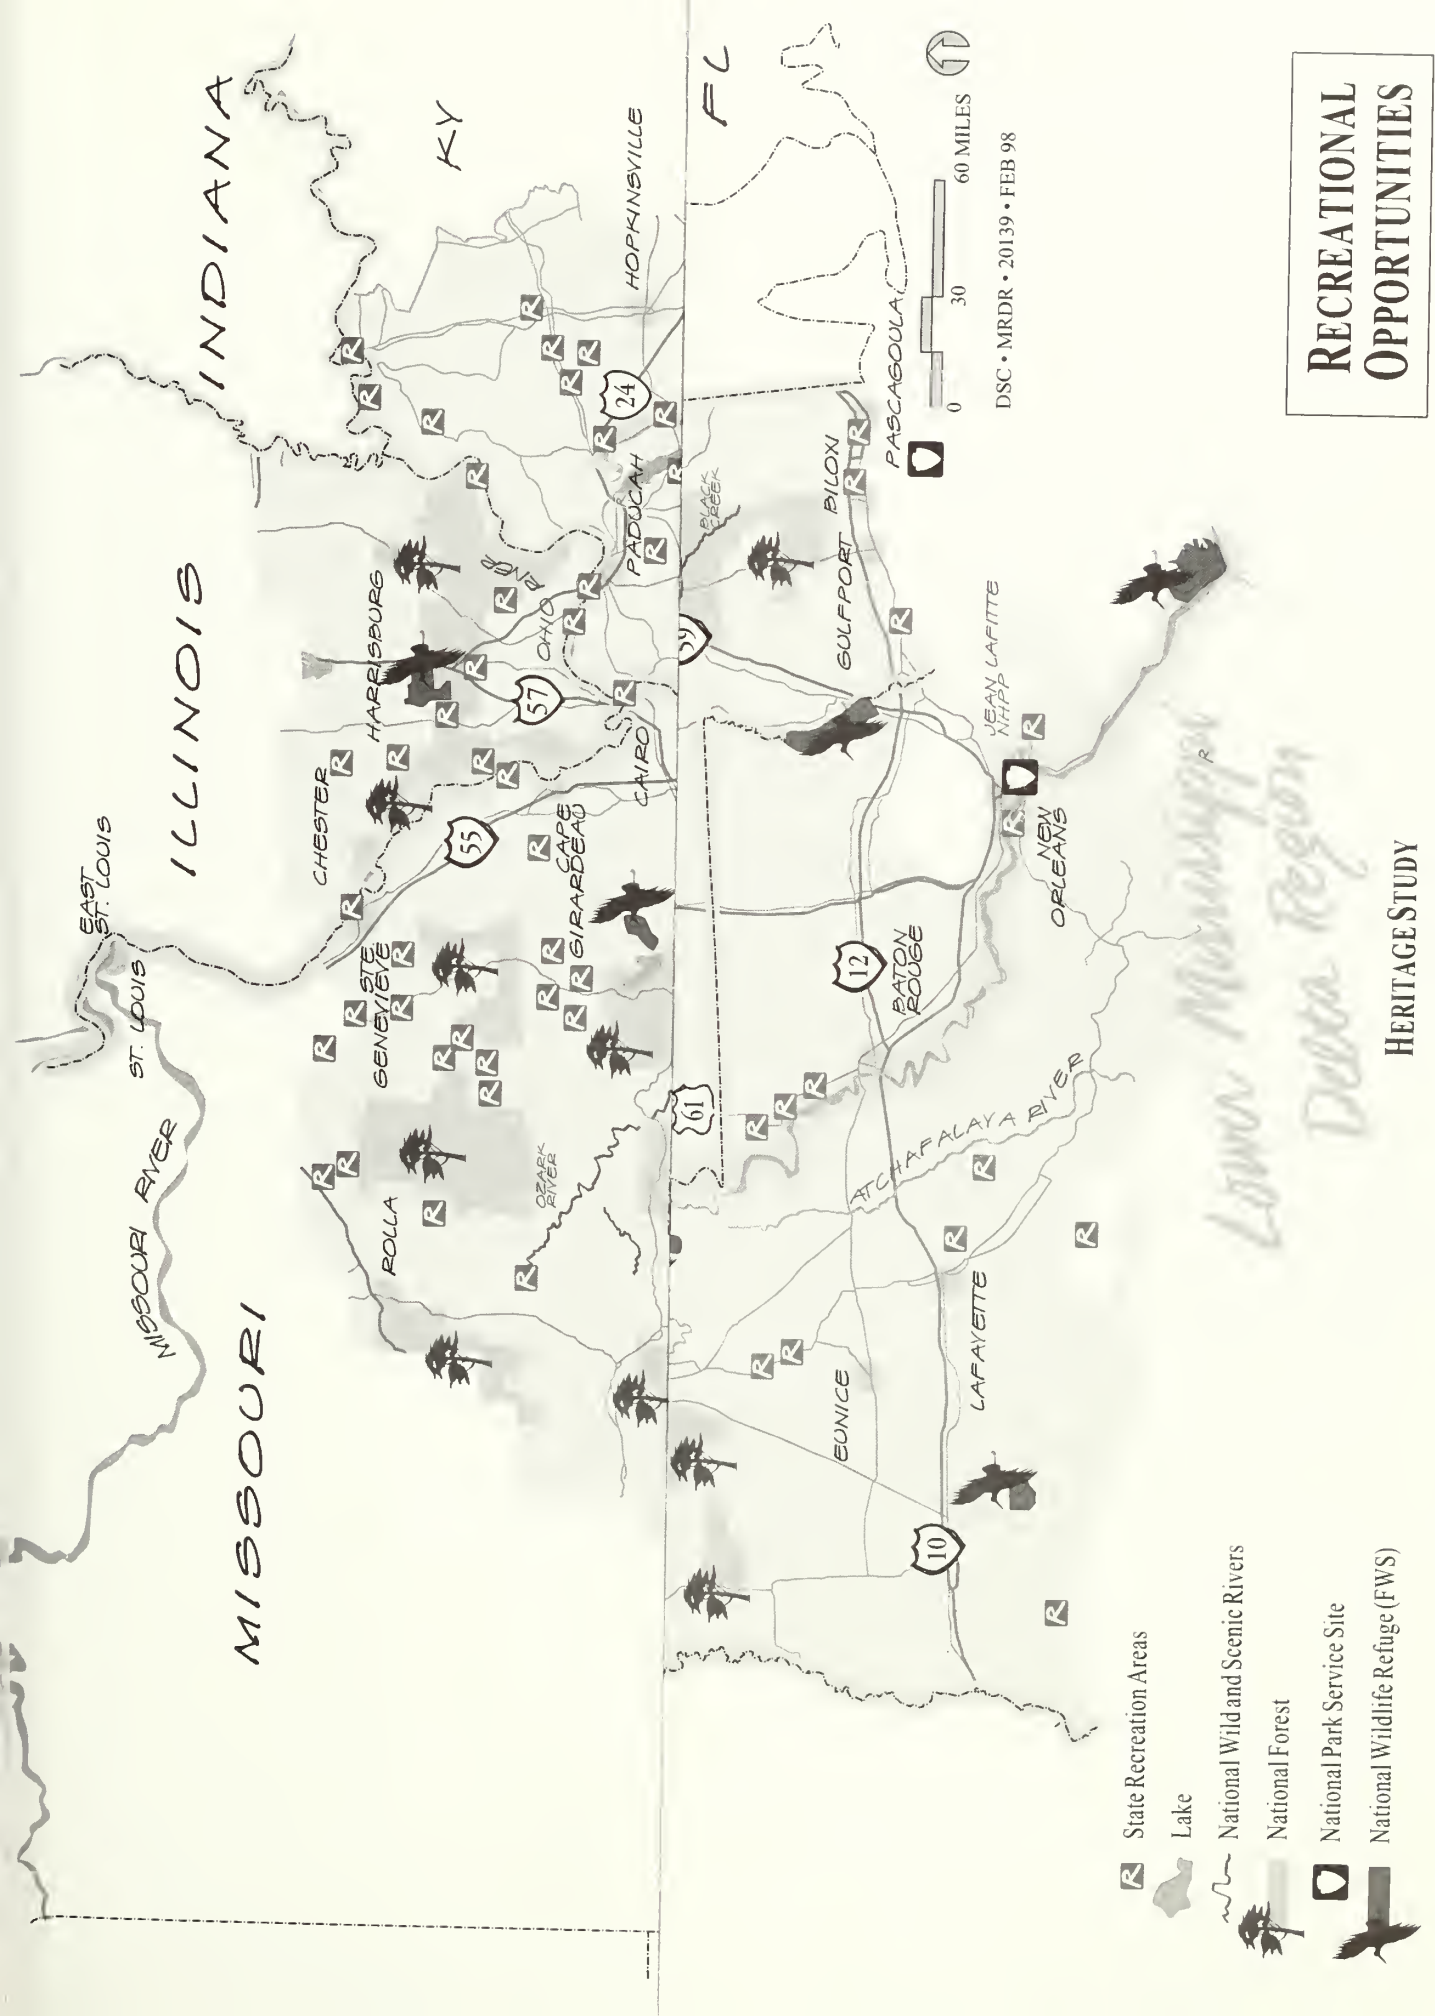 MISSOURI
ILLINOIS
INDIANA
KY
MISSOURI RIVER
ST. LOUIS
EAST
ST. LOUIS
ROLLA
STE
GENEVIEVE
CHESTER
HARRISBURG
OZARK
RIVER
CAPE
GIRARDEAU
CAIRO
OHIO
RIVER
PADUCAH
HOPKINSVILLE
55
57
24
R
61
59
BLACK
CREEK
FL
EUNICE
LAFAYETTE
ATCHAFALAYA RIVER
BATON
ROUGE
NEW
ORLEANS
JEAN LAFITTE
NHPP
GULFPORT
BILOXI
PASCAGOULA
10
12
0
30
60 MILES
DSC • MRDR • 20139 • FEB 98
R
State Recreation Areas
Lake
National Wild and Scenic Rivers
National Forest
National Park Service Site
National Wildlife Refuge (FWS)
Lower Mississippi
Delta Region
HERITAGE STUDY
RECREATIONAL
OPPORTUNITIES